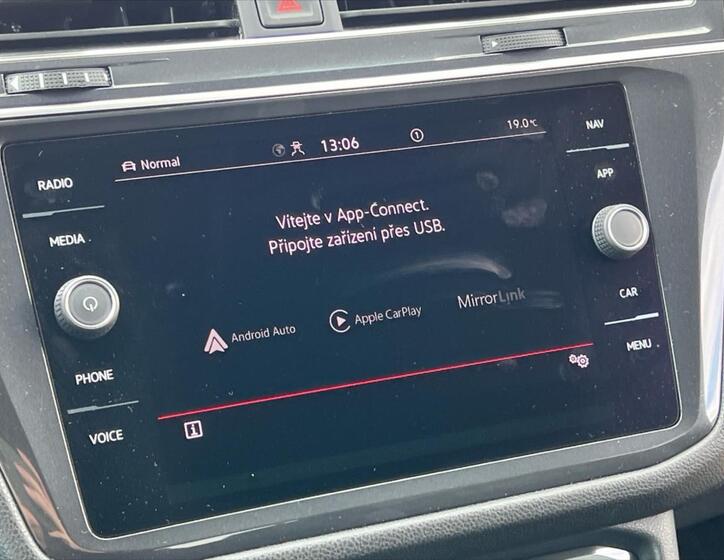 Normal
13:06
1
19.0°C
NAV
RADIO
MEDIA
APP
Vítejte v App-Connect.
Připojte zařízení přes USB.
Android Auto
Apple CarPlay
MirrorLink
CAR
MENU
PHONE
VOICE
i